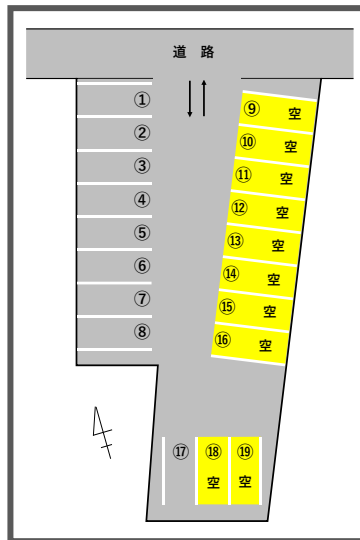 道 路
①
②
③
④
⑤
⑥
⑦
⑧
⑨ 空
⑩ 空
⑪ 空
⑫ 空
⑬ 空
⑭ 空
⑮ 空
⑯ 空
⑰
⑱ 空
⑲ 空